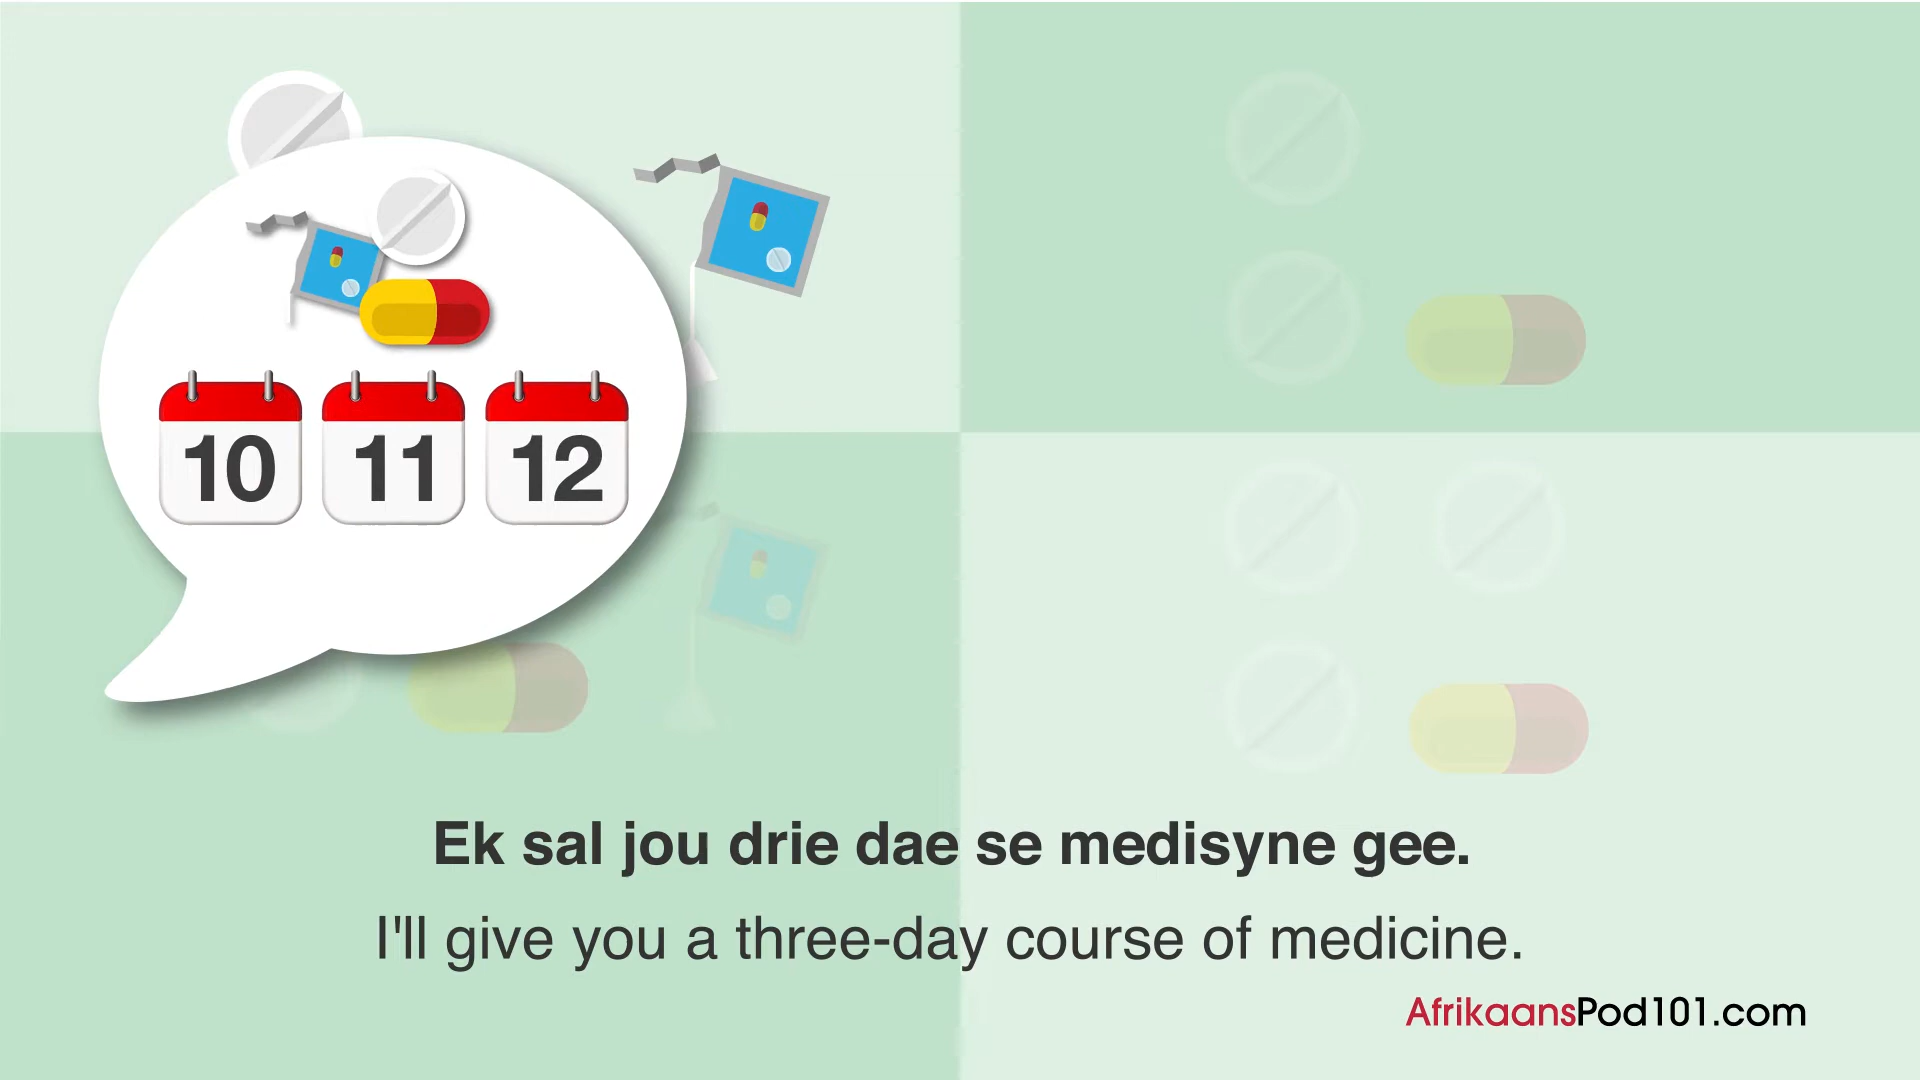 10 11 12
Ek sal jou drie dae se medisyne gee.
I'll give you a three-day course of medicine.
AfrikaansPod101.com